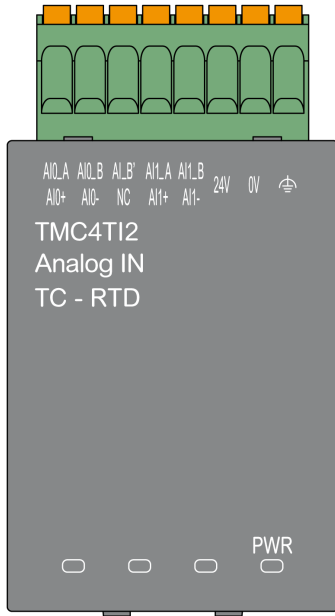 AI0_A AI0_B AI_B' AI1_A AI1_B 24V 0V
AI0+ AI0- NC AI1+ AI1-
TMC4TI2
Analog IN
TC - RTD
PWR